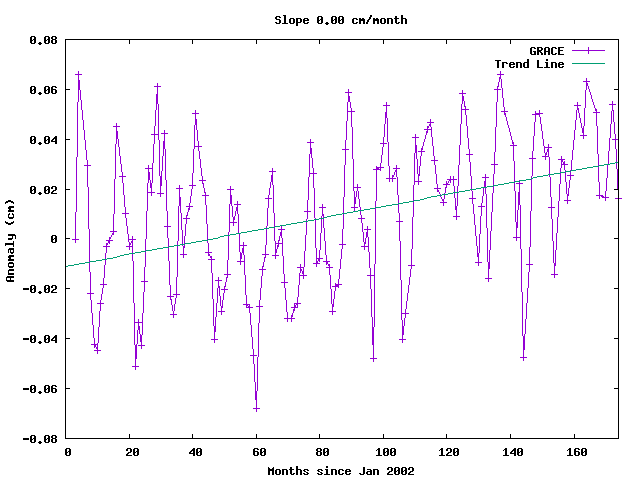 Slope 0.00 cm/month
GRACE
Trend Line
Anomaly (cm)
0.08
0.06
0.04
0.02
0
-0.02
-0.04
-0.06
-0.08
0 20 40 60 80 100 120 140 160
Months since Jan 2002